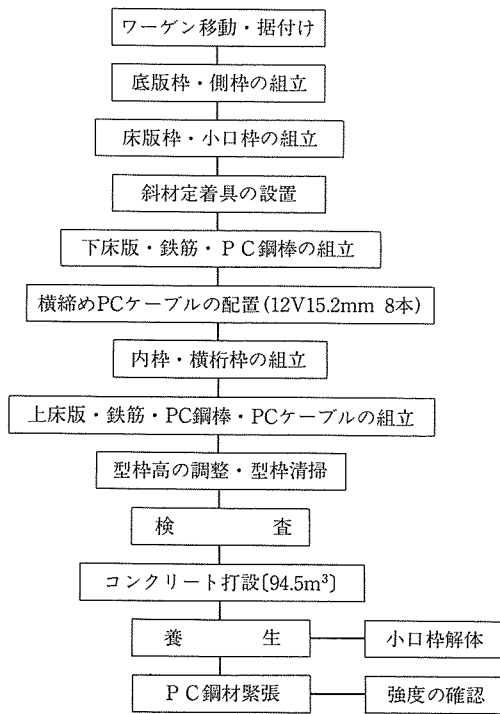 ワーゲン移動・据付け
底版枠・側枠の組立
床版枠・小口枠の組立
斜材定着具の設置
下床版・鉄筋・PC鋼棒の組立
横締めPCケーブルの配置(12V15.2mm 8本)
内枠・横桁枠の組立
上床版・鉄筋・PC鋼棒・PCケーブルの組立
型枠高の調整・型枠清掃
検 査
コンクリート打設〔94.5m³〕
養 生
小口枠解体
PC鋼材緊張
強度の確認